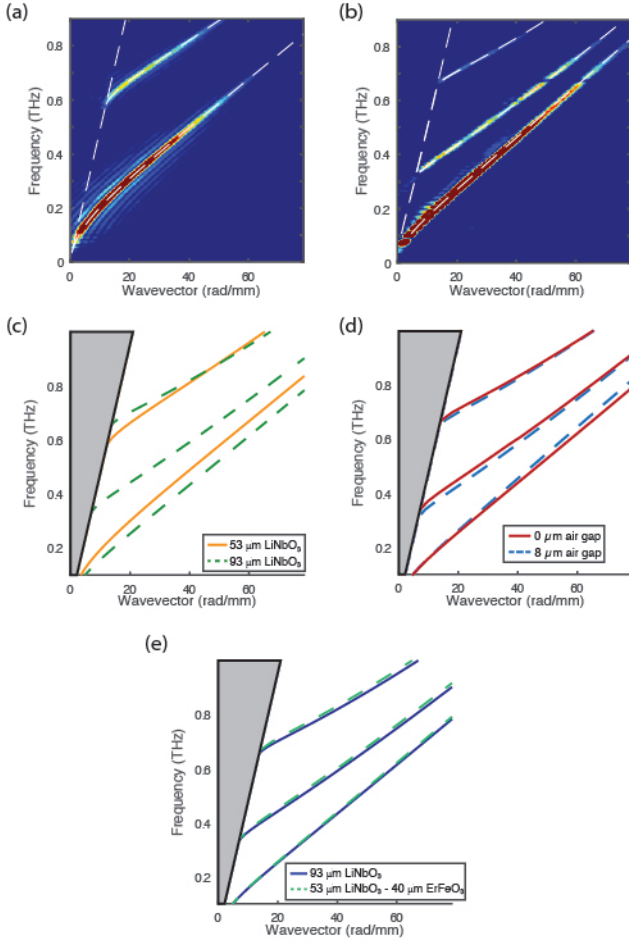 (a)
(b)
Frequency (THz)
0.8
0.6
0.4
0.2
0
0
20
40
60
Wavevector (rad/mm)
Frequency (THz)
0.8
0.6
0.4
0.2
0
0
20
40
60
Wavevector(rad/mm)
(c)
(d)
Frequency (THz)
0.8
0.6
0.4
0.2
53 μm LiNbO₃
93 μm LiNbO₃
0
20
40
60
Wavevector (rad/mm)
Frequency (THz)
0.8
0.6
0.4
0.2
0 μm air gap
8 μm air gap
0
20
40
60
Wavevector (rad/mm)
(e)
Frequency (THz)
0.8
0.6
0.4
0.2
93 μm LiNbO₃
53 μm LiNbO₃ - 40 μm ErFeO₃
0
20
40
60
Wavevector (rad/mm)